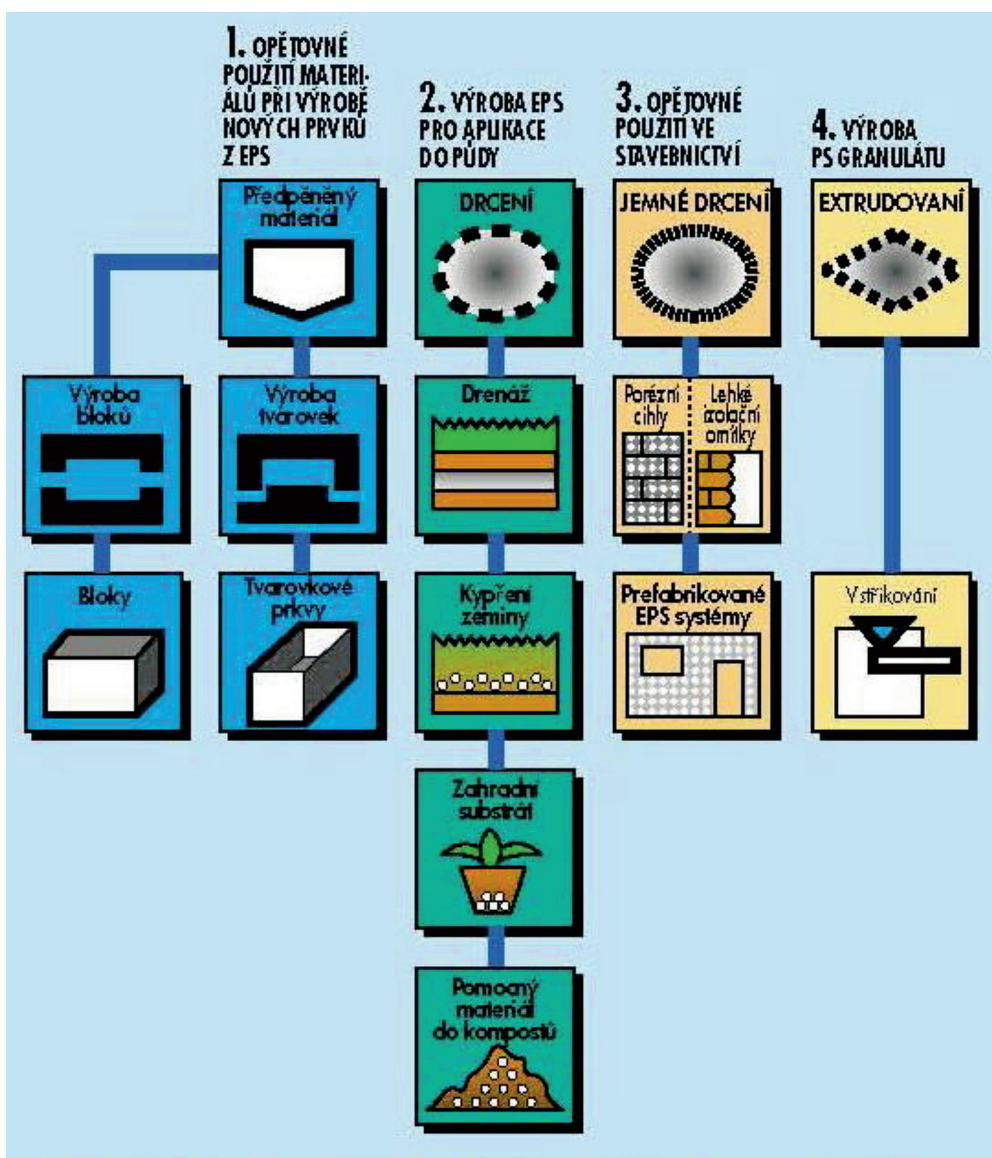 1. OPĚTOVNÉ
POUŽITÍ MATERI-
ÁLŮ PŘI VÝROBĚ
NOVÝCH PRVKŮ
Z EPS
2. VÝROBA EPS
PRO APLIKACE
DO PŮDY
3. OPĚTOVNÉ
POUŽITÍ VE
STAVEBNICTVÍ
4. VÝROBA
PS GRANULÁTU
Předpěněný
materiál
DRCENÍ
JEMNÉ DRCENÍ
EXTRUDOVANÍ
Výroba
bloků
Výroba
tvarovek
Drenáž
Porézní
cihly
Lehké
izolační
omítky
Bloky
Tvarovkové
prkvy
Kypření
zeminy
Prefabrikované
EPS systémy
Vstřikování
Zahradní
substrát
Pomocný
materiál
do kompostů